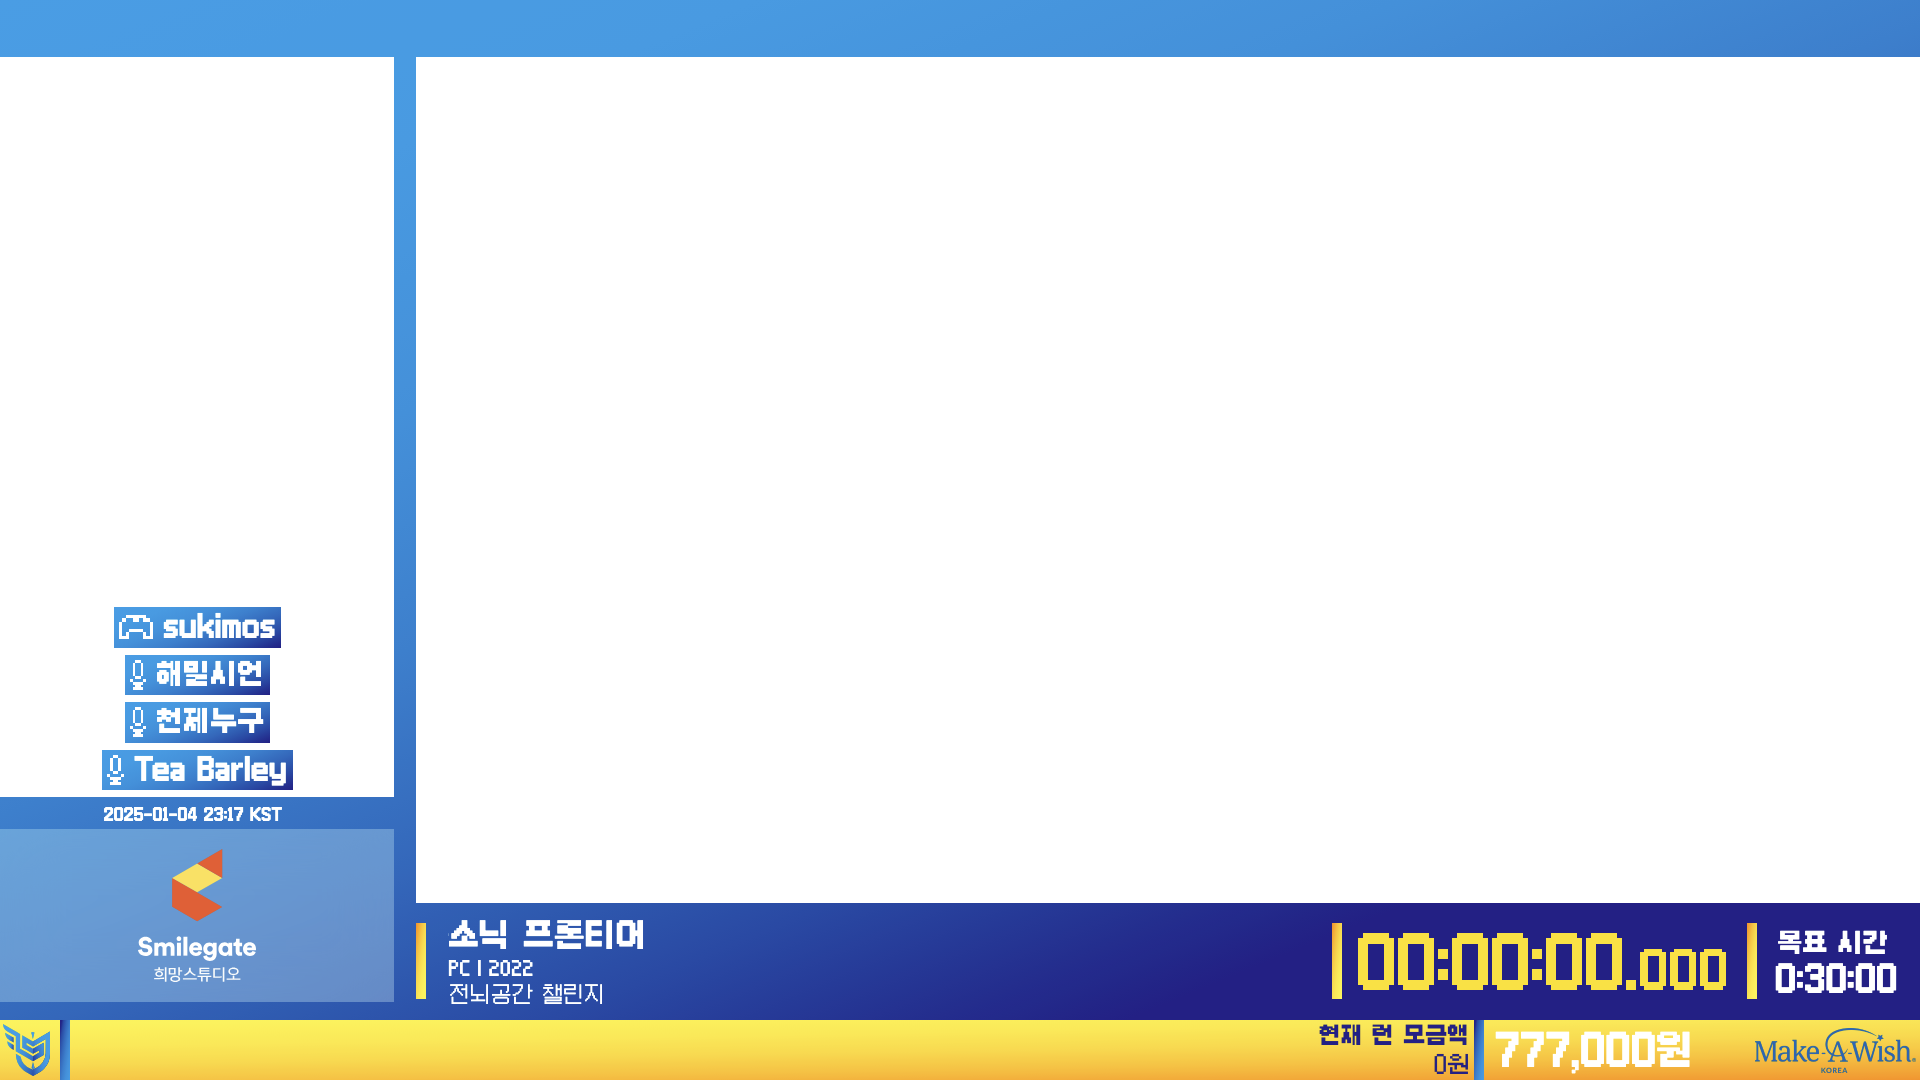 sukimos
해밀시언
천제누구
Tea Barley
2025-01-04 23:17 KST
Smilegate
희망스튜디오
소닉 프론티어
PC | 2022
전뇌공간 챌린지
00:00:00.000
목표 시간
0:30:00
현재 런 모금액
0원
777,000원
Make-A-Wish®
KOREA